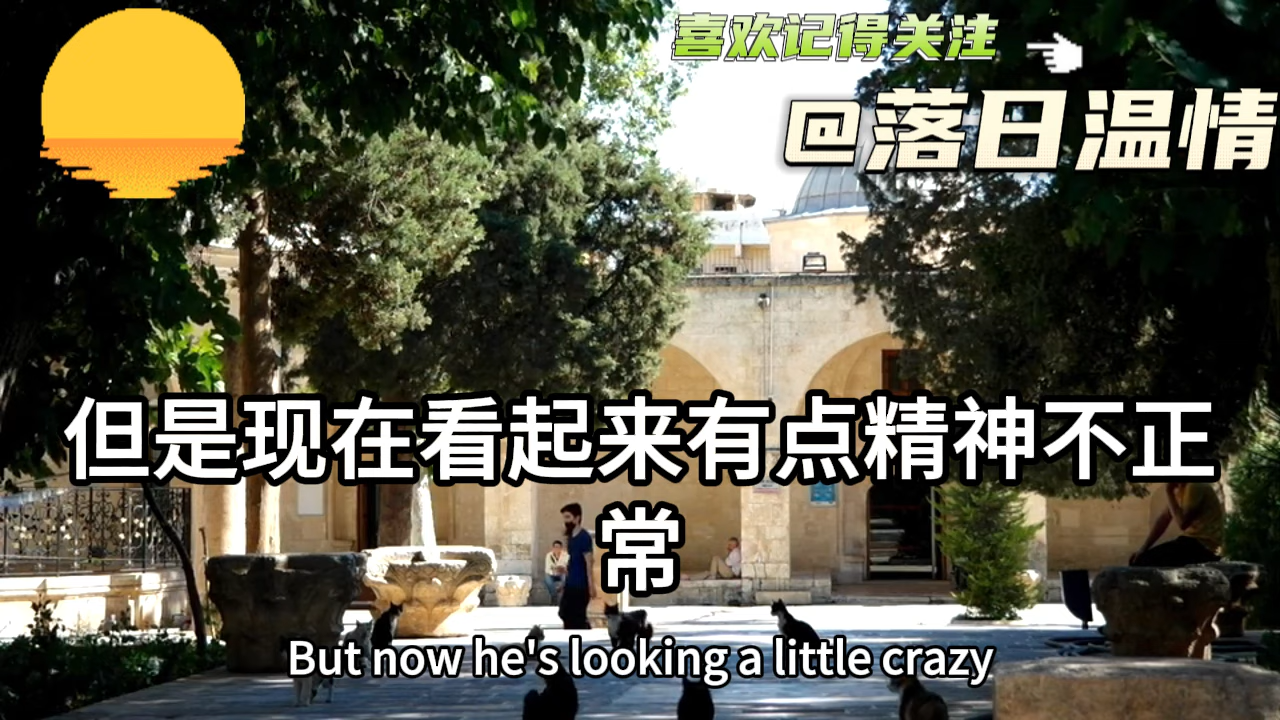 喜欢记得关注
@落日温情
但是现在看起来有点精神不正
常
But now he's looking a little crazy